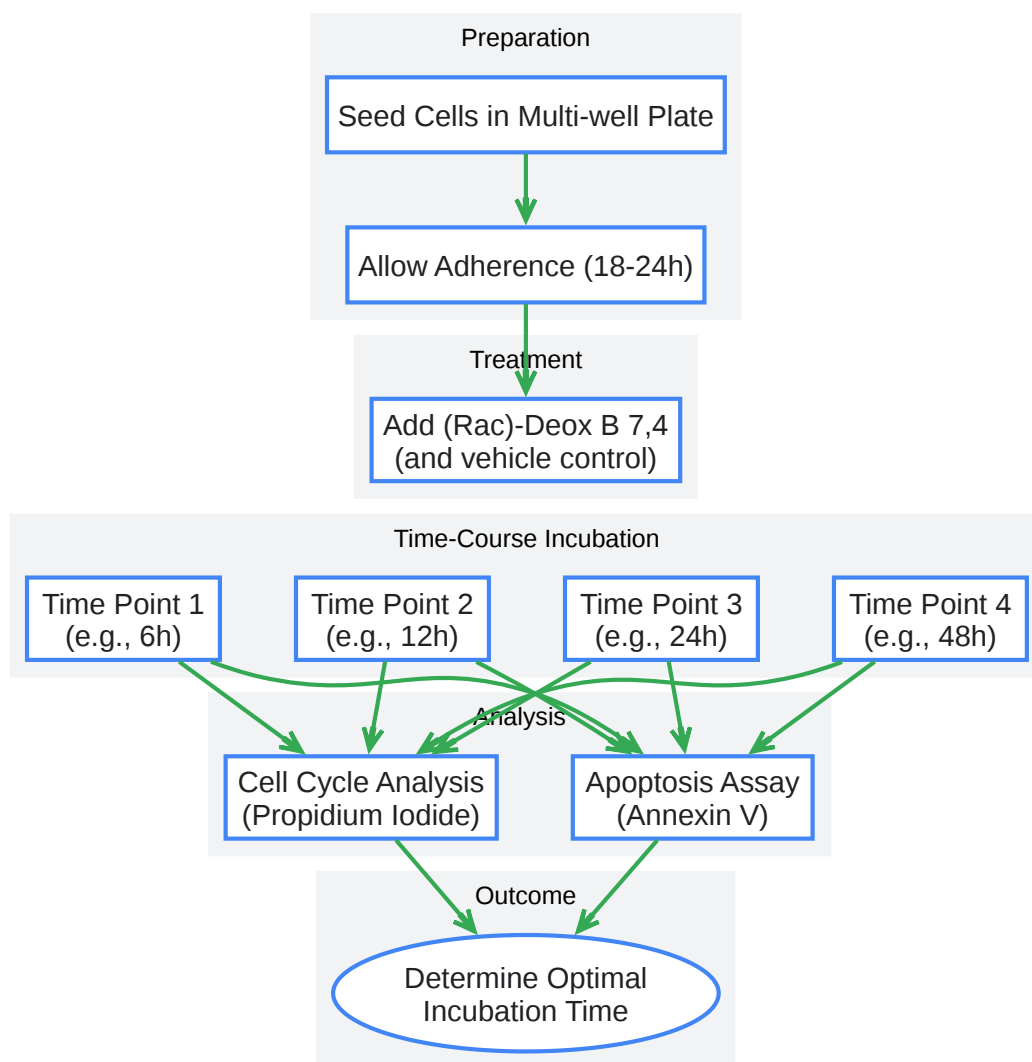 Preparation
Seed Cells in Multi-well Plate
Allow Adherence (18-24h)
Treatment
Add (Rac)-Deox B 7,4
(and vehicle control)
Time-Course Incubation
Time Point 1
(e.g., 6h)
Time Point 2
(e.g., 12h)
Time Point 3
(e.g., 24h)
Time Point 4
(e.g., 48h)
Analysis
Cell Cycle Analysis
(Propidium Iodide)
Apoptosis Assay
(Annexin V)
Outcome
Determine Optimal
Incubation Time